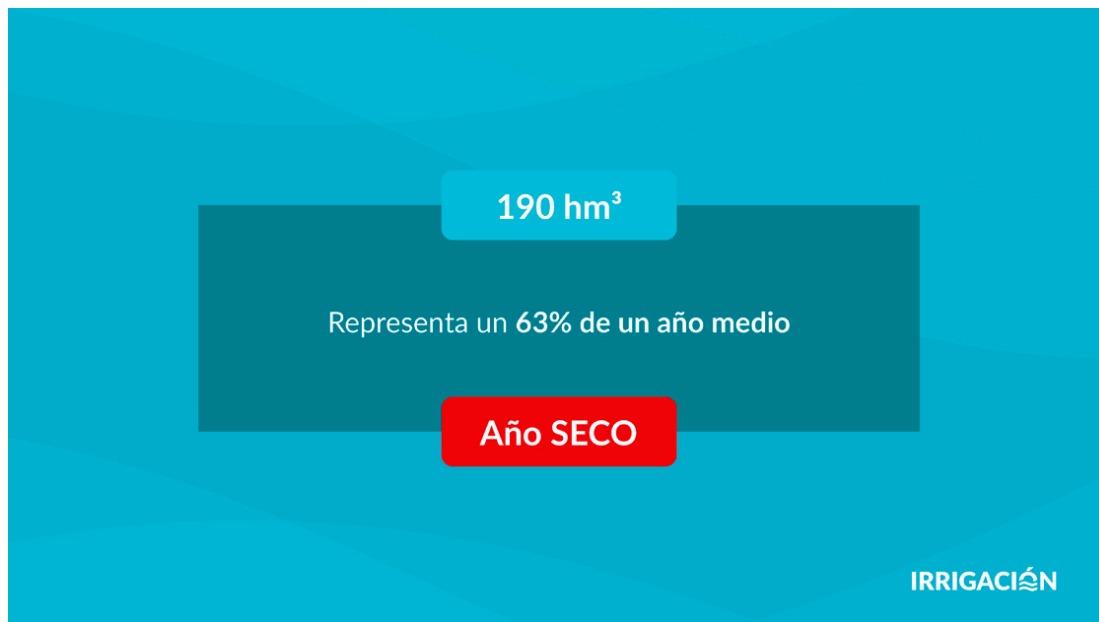 190 hm³
Representa un 63% de un año medio
Año SECO
IRRIGACIÓN